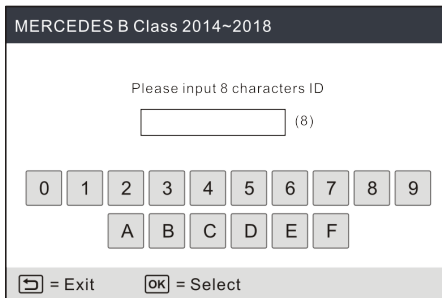 MERCEDES B Class 2014~2018
Please input 8 characters ID
(8)
0 1 2 3 4 5 6 7 8 9
A B C D E F
= Exit OK = Select